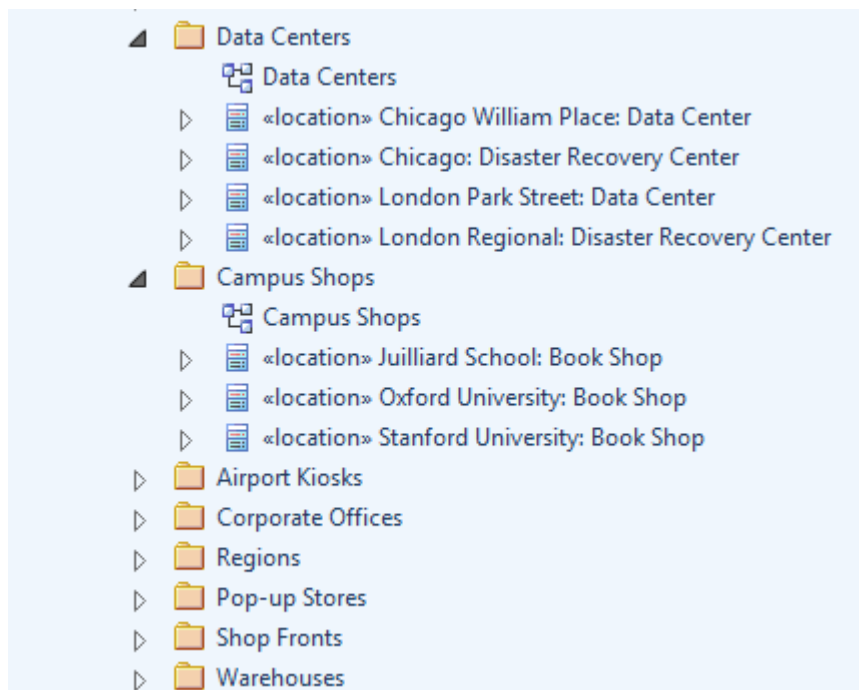 Data Centers
Data Centers
«location» Chicago William Place: Data Center
«location» Chicago: Disaster Recovery Center
«location» London Park Street: Data Center
«location» London Regional: Disaster Recovery Center
Campus Shops
Campus Shops
«location» Juilliard School: Book Shop
«location» Oxford University: Book Shop
«location» Stanford University: Book Shop
Airport Kiosks
Corporate Offices
Regions
Pop-up Stores
Shop Fronts
Warehouses